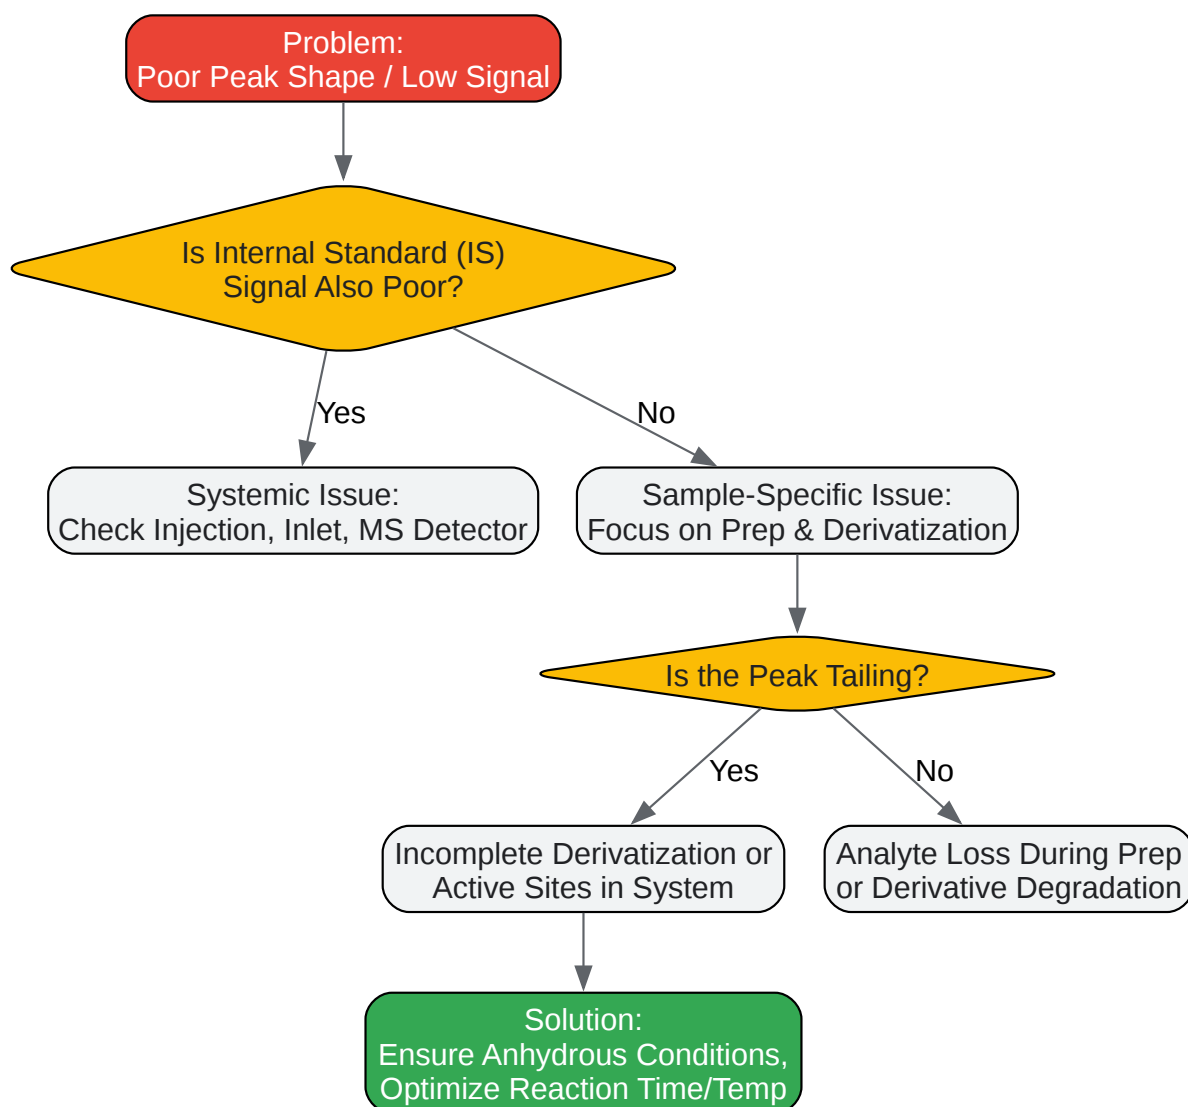 Problem:
Poor Peak Shape / Low Signal
Is Internal Standard (IS)
Signal Also Poor?
Yes
No
Systemic Issue:
Check Injection, Inlet, MS Detector
Sample-Specific Issue:
Focus on Prep & Derivatization
Is the Peak Tailing?
Yes
No
Incomplete Derivatization or
Active Sites in System
Analyte Loss During Prep
or Derivative Degradation
Solution:
Ensure Anhydrous Conditions,
Optimize Reaction Time/Temp